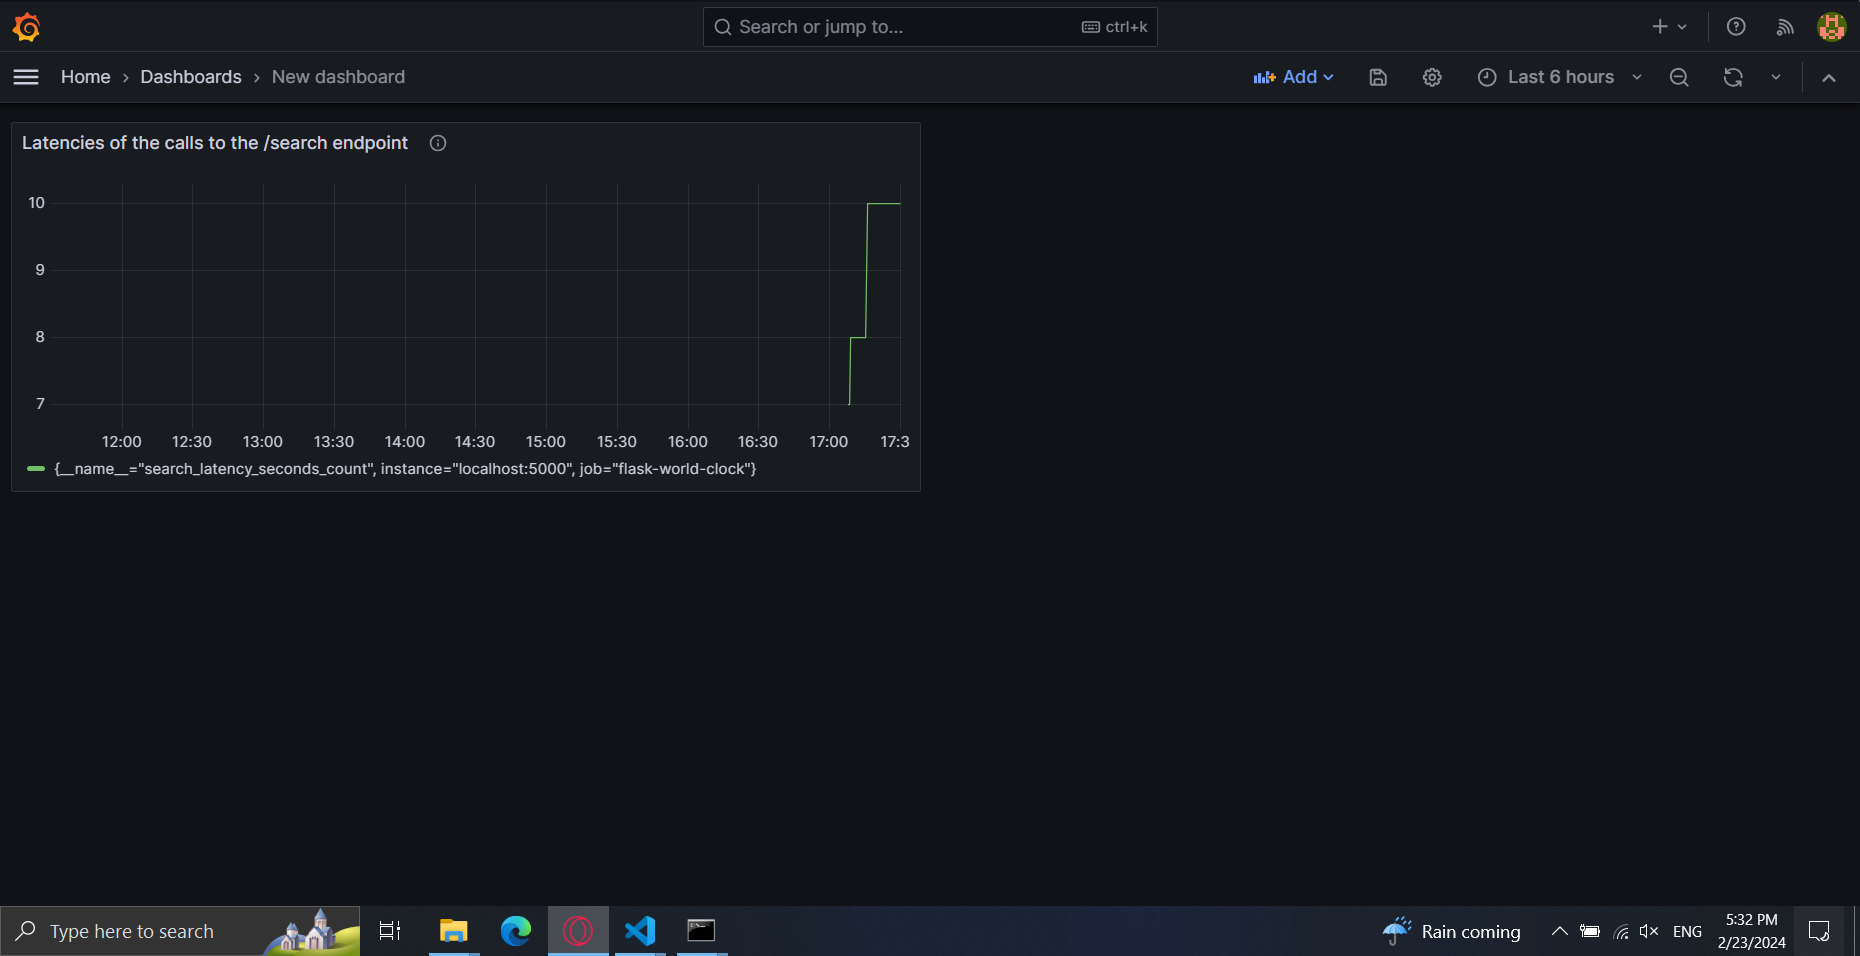 Search or jump to...
ctrl+k
Home › Dashboards › New dashboard
Add
Last 6 hours
Latencies of the calls to the /search endpoint
10
9
8
7
12:00 12:30 13:00 13:30 14:00 14:30 15:00 15:30 16:00 16:30 17:00 17:3
{__name__="search_latency_seconds_count", instance="localhost:5000", job="flask-world-clock"}
Type here to search
Rain coming
ENG
5:32 PM
2/23/2024